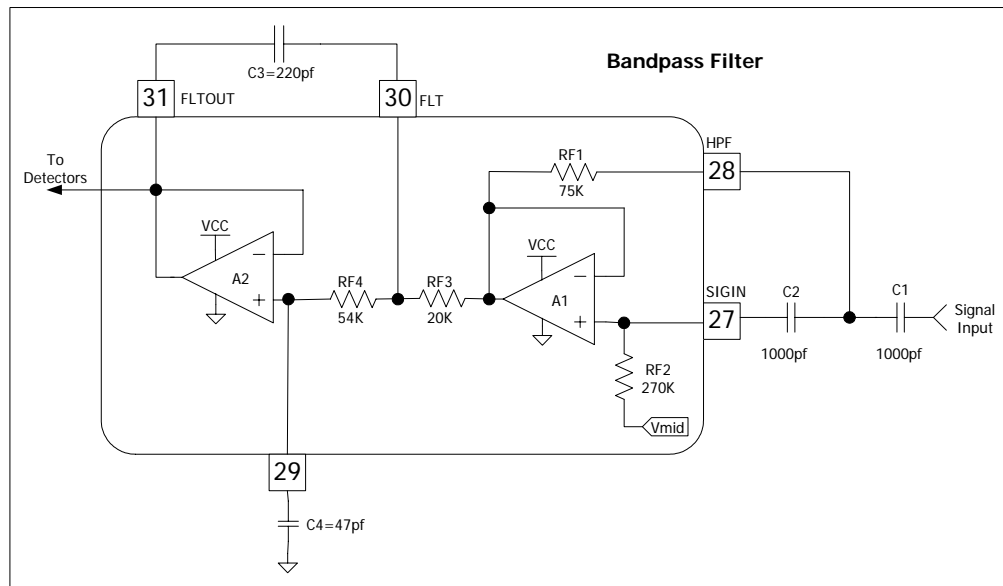 C3=220pf
Bandpass Filter
31
FLTOUT
30
FLT
To
Detectors
HPF
28
RF1
75K
VCC
A2
−
+
RF4
54K
RF3
20K
VCC
A1
−
+
SIGIN
27
C2
1000pf
C1
1000pf
Signal
Input
RF2
270K
Vmid
29
C4=47pf